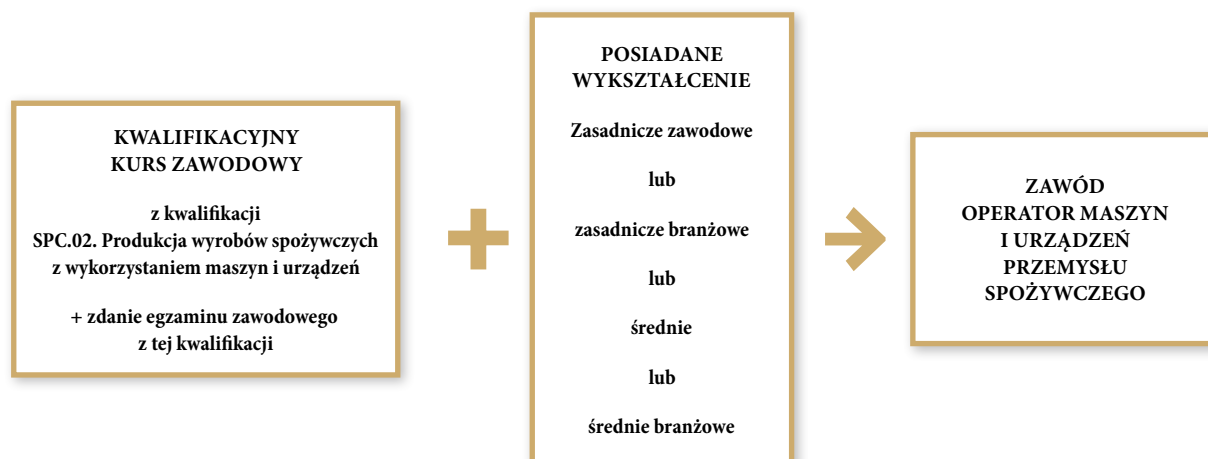 KWALIFIKACYJNY
KURS ZAWODOWY
z kwalifikacji
SPC.02. Produkcja wyrobów spożywczych
z wykorzystaniem maszyn i urządzeń
+ zdanie egzaminu zawodowego
z tej kwalifikacji
POSIADANE
WYKSZTAŁCENIE
Zasadnicze zawodowe
lub
zasadnicze branżowe
lub
średnie
lub
średnie branżowe
ZAWÓD
OPERATOR MASZYN
I URZĄDZEŃ
PRZEMYSŁU
SPOŻYWCZEGO